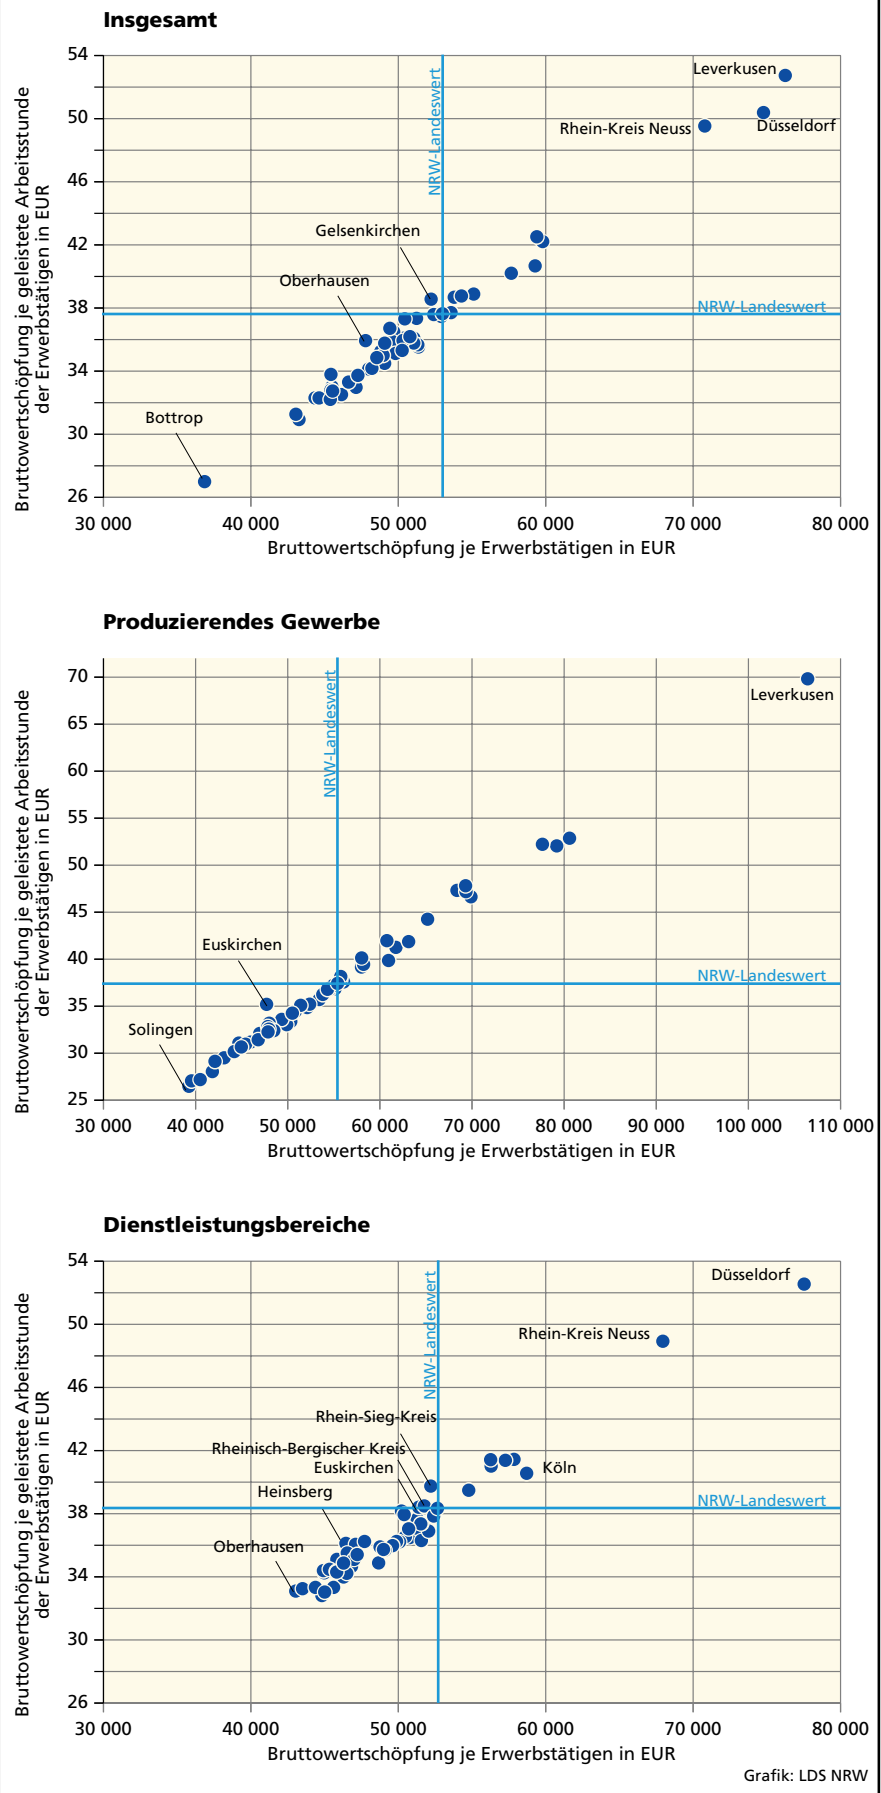 Insgesamt
Bruttowertschöpfung je geleistete Arbeitsstunde
der Erwerbstätigen in EUR
54
50
46
42
38
34
30
26
NRW-Landeswert
Leverkusen
Düsseldorf
Rhein-Kreis Neuss
Gelsenkirchen
Oberhausen
NRW-Landeswert
Bottrop
30 000 40 000 50 000 60 000 70 000 80 000
Bruttowertschöpfung je Erwerbstätigen in EUR
Produzierendes Gewerbe
Bruttowertschöpfung je geleistete Arbeitsstunde
der Erwerbstätigen in EUR
70
65
60
55
50
45
40
35
30
25
NRW-Landeswert
Leverkusen
Euskirchen
NRW-Landeswert
Solingen
30 000 40 000 50 000 60 000 70 000 80 000 90 000 100 000 110 000
Bruttowertschöpfung je Erwerbstätigen in EUR
Dienstleistungsbereiche
Bruttowertschöpfung je geleistete Arbeitsstunde
der Erwerbstätigen in EUR
54
50
46
42
38
34
30
26
NRW-Landeswert
Düsseldorf
Rhein-Kreis Neuss
Rhein-Sieg-Kreis
Rheinisch-Bergischer Kreis
Euskirchen
Köln
Heinsberg
NRW-Landeswert
Oberhausen
30 000 40 000 50 000 60 000 70 000 80 000
Bruttowertschöpfung je Erwerbstätigen in EUR
Grafik: LDS NRW